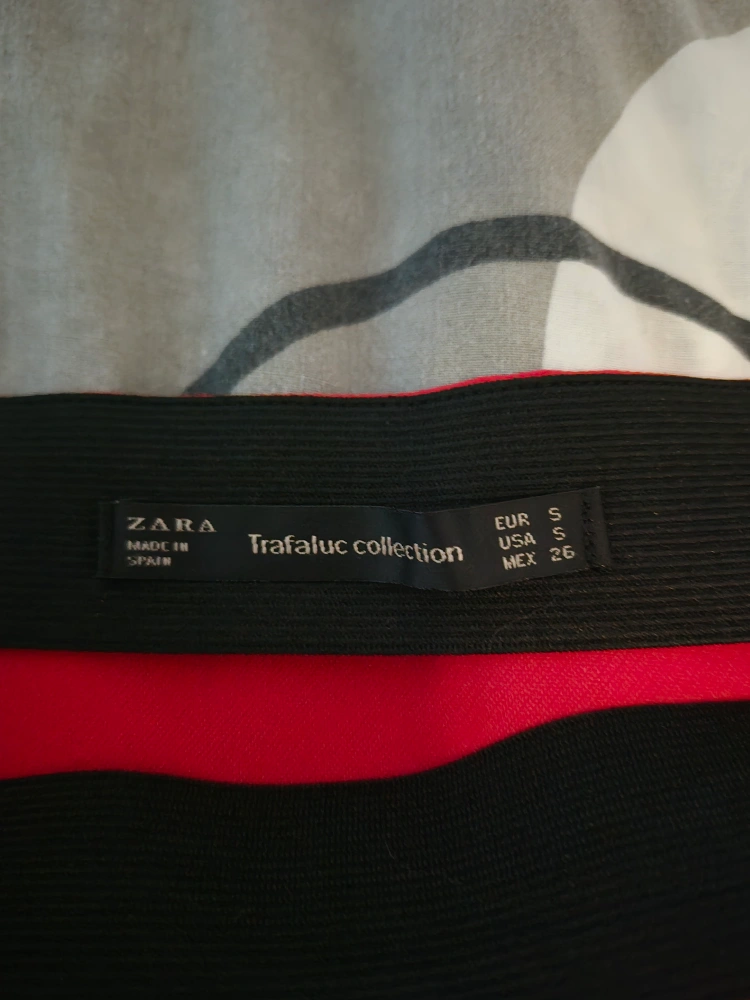 ZARA
MADE IN
SPAIN
Trafaluc collection
EUR S
USA S
MEX 26